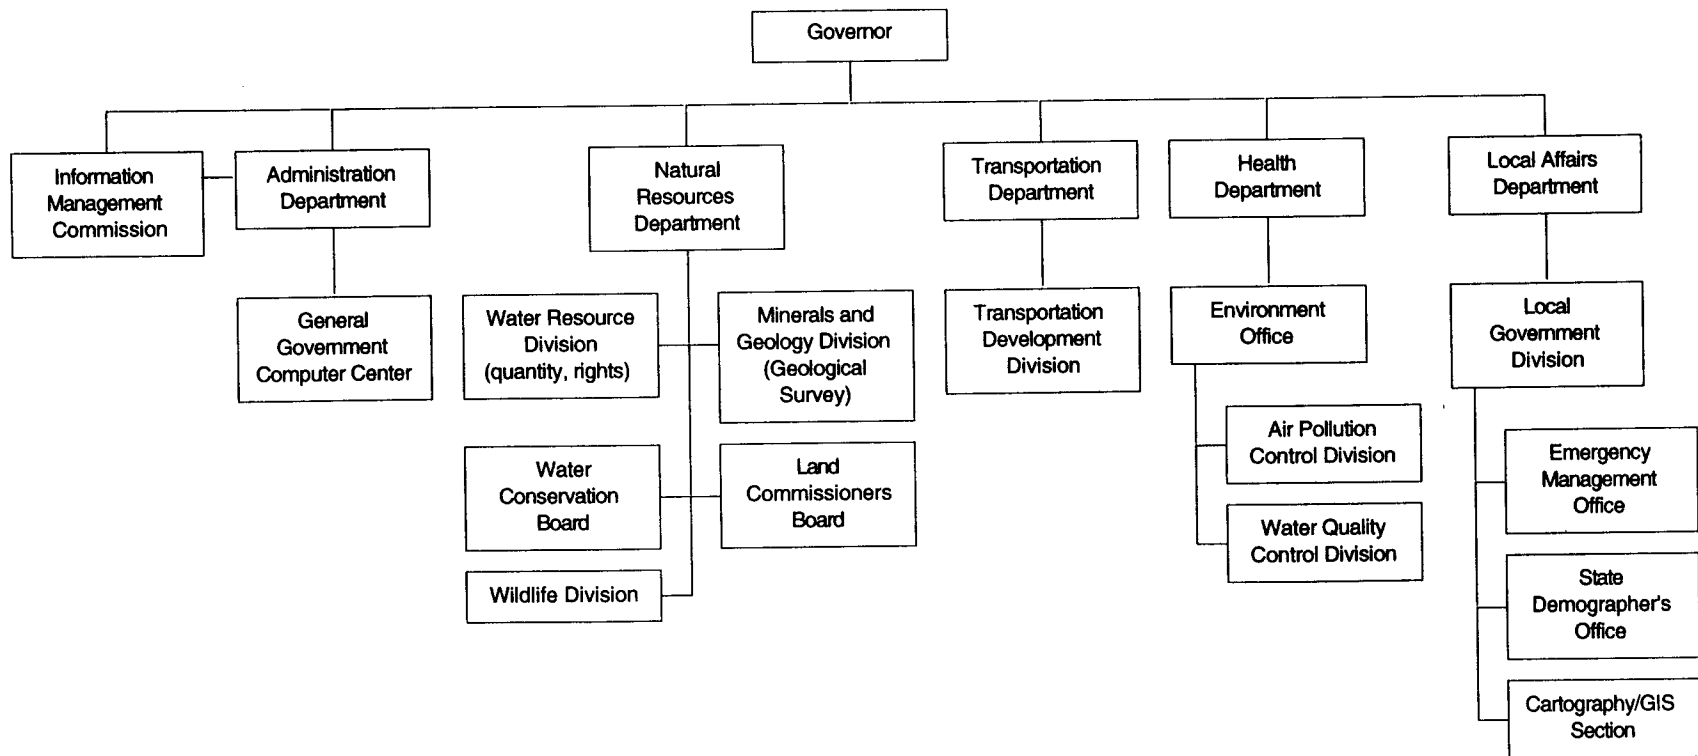 Governor
Information
Management
Commission
Administration
Department
Natural
Resources
Department
Transportation
Department
Health
Department
Local Affairs
Department
General
Government
Computer Center
Water Resource
Division
(quantity, rights)
Minerals and
Geology Division
(Geological
Survey)
Water
Conservation
Board
Land
Commissioners
Board
Wildlife Division
Transportation
Development
Division
Environment
Office
Air Pollution
Control Division
Water Quality
Control Division
Local
Government
Division
Emergency
Management
Office
State
Demographer's
Office
Cartography/GIS
Section